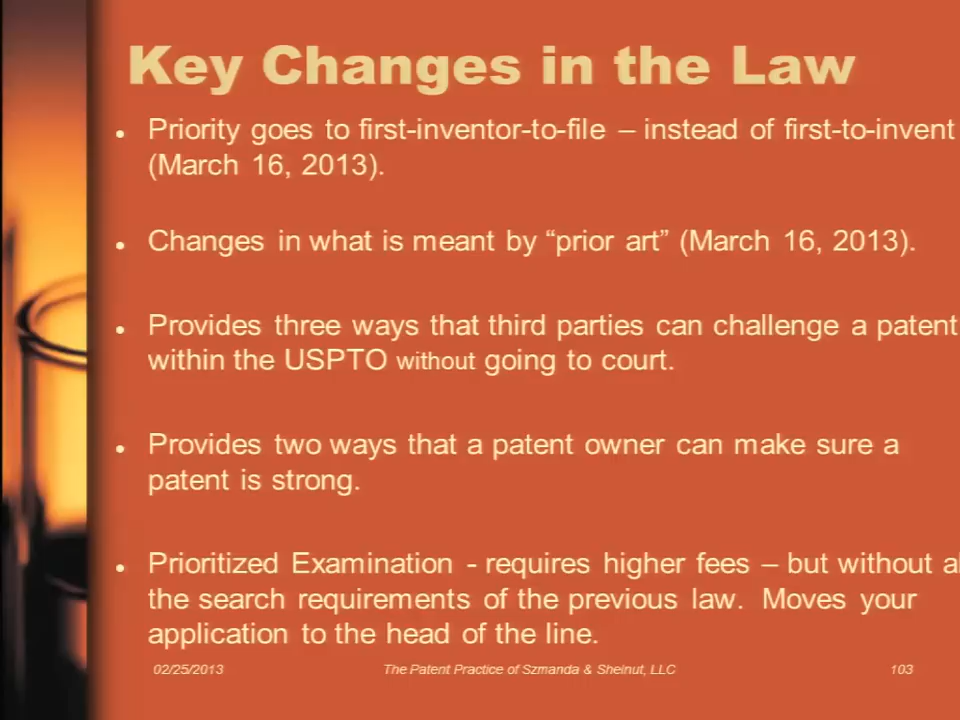 Key Changes in the Law
• Priority goes to first-inventor-to-file – instead of first-to-invent
(March 16, 2013).
• Changes in what is meant by “prior art” (March 16, 2013).
• Provides three ways that third parties can challenge a patent
within the USPTO without going to court.
• Provides two ways that a patent owner can make sure a
patent is strong.
• Prioritized Examination - requires higher fees – but without
the search requirements of the previous law. Moves your
application to the head of the line.
02/25/2013 The Patent Practice of Szmanda & Shelnut, LLC 103